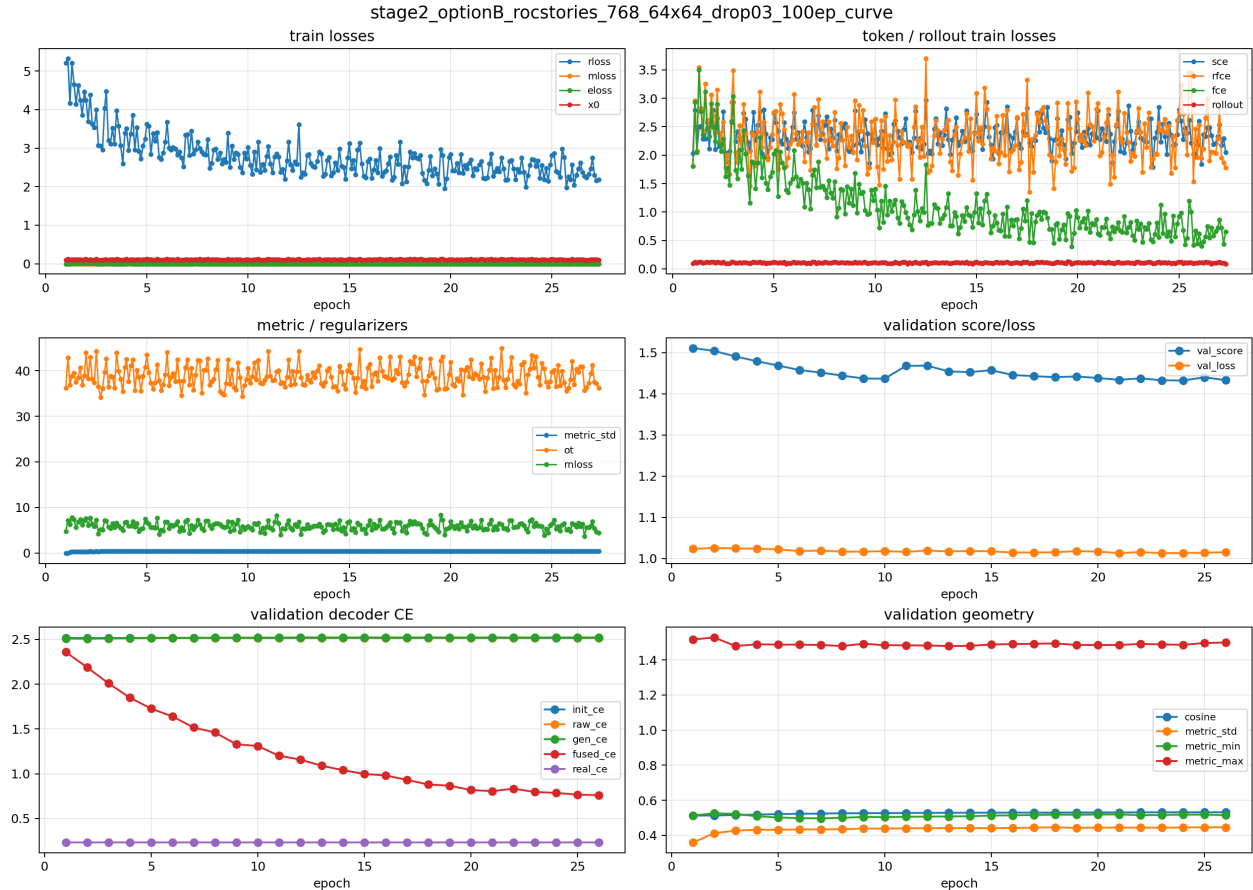 stage2_optionB_rocstories_768_64x64_drop03_100ep_curve
train losses
5
4
3
2
1
0
rloss
mloss
eloss
x0
0
5
10
15
20
25
epoch
token / rollout train losses
3.5
3.0
2.5
2.0
1.5
1.0
0.5
0.0
sce
rfce
fce
rollout
0
5
10
15
20
25
epoch
metric / regularizers
40
30
20
10
0
metric_std
ot
mloss
0
5
10
15
20
25
epoch
validation score/loss
1.5
1.4
1.3
1.2
1.1
1.0
val_score
val_loss
0
5
10
15
20
25
epoch
validation decoder CE
2.5
2.0
1.5
1.0
0.5
init_ce
raw_ce
gen_ce
fused_ce
real_ce
0
5
10
15
20
25
epoch
validation geometry
1.4
1.2
1.0
0.8
0.6
0.4
cosine
metric_std
metric_min
metric_max
0
5
10
15
20
25
epoch